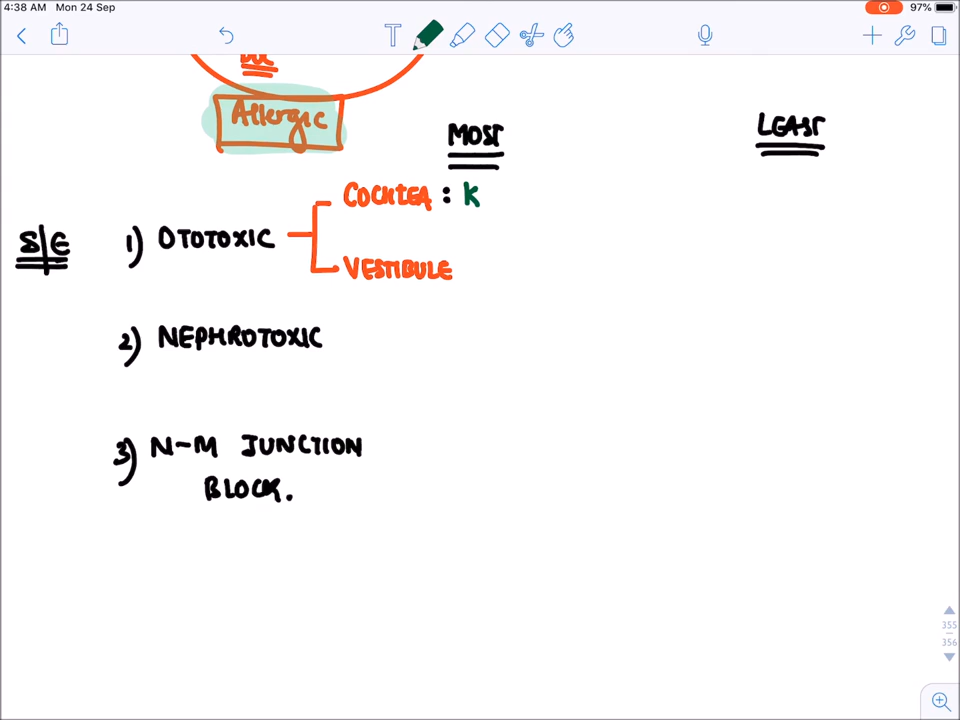 4:38 AM Mon 24 Sep
97%
T
Allergic
MOST
LEAST
COCHLEA : K
S/E
1) OTOTOXIC
VESTIBULE
2) NEPHROTOXIC
3) N-M JUNCTION
BLOCK.
355
356